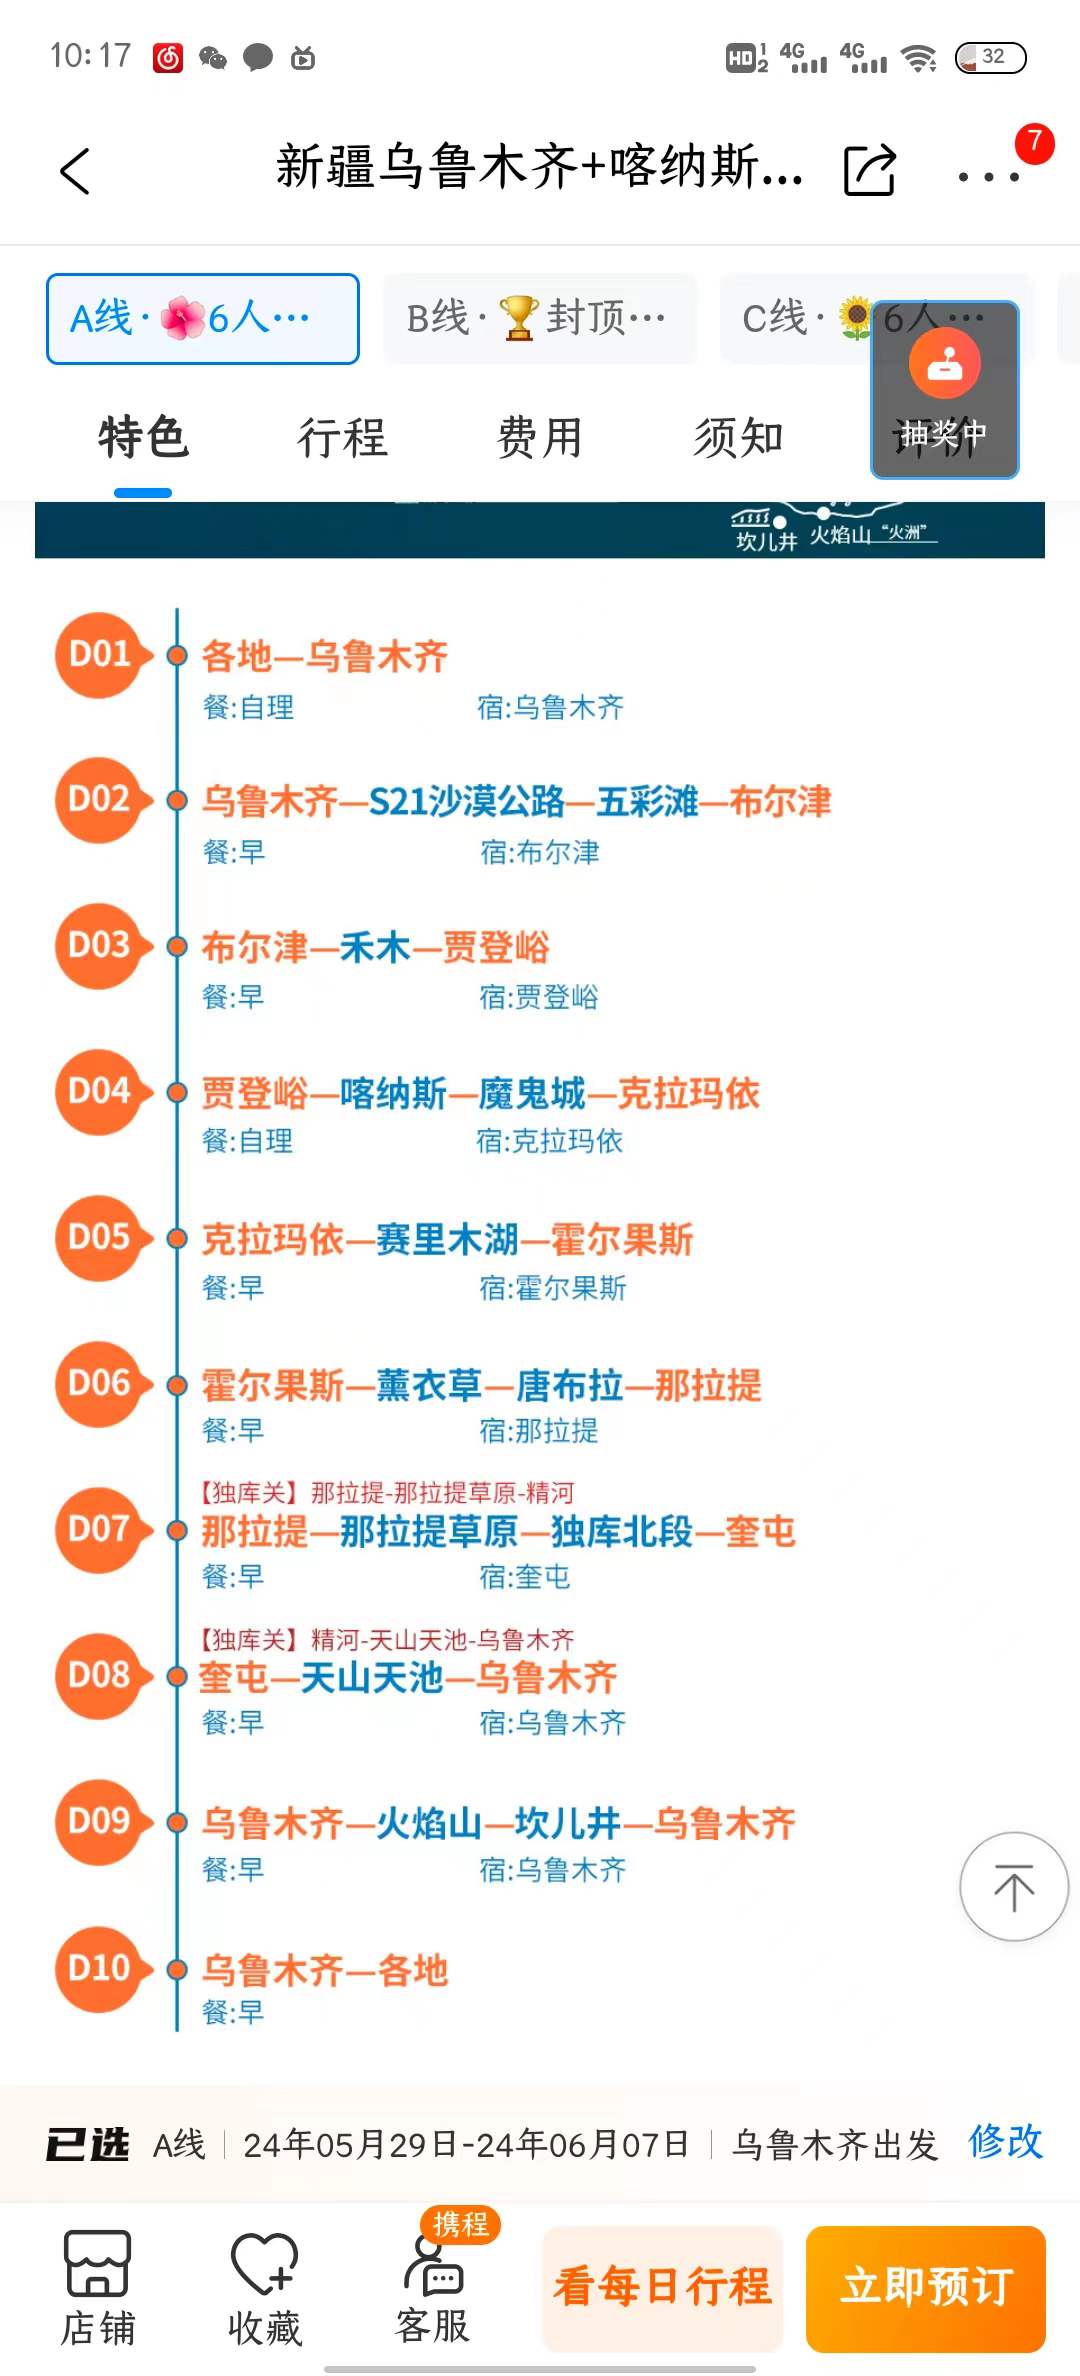 10:17
HD 1 2 4G 4G 32
新疆乌鲁木齐+喀纳斯...
7
A线·🌺6人···
B线·🏆封顶···
C线·🌻6人···
抽奖中
特色
行程
费用
须知
评价
坎儿井 火焰山“火洲”
D01
各地—乌鲁木齐
餐:自理 宿:乌鲁木齐
D02
乌鲁木齐—S21沙漠公路—五彩滩—布尔津
餐:早 宿:布尔津
D03
布尔津—禾木—贾登峪
餐:早 宿:贾登峪
D04
贾登峪—喀纳斯—魔鬼城—克拉玛依
餐:自理 宿:克拉玛依
D05
克拉玛依—赛里木湖—霍尔果斯
餐:早 宿:霍尔果斯
D06
霍尔果斯—薰衣草—唐布拉—那拉提
餐:早 宿:那拉提
【独库关】那拉提-那拉提草原-精河
D07
那拉提—那拉提草原—独库北段—奎屯
餐:早 宿:奎屯
【独库关】精河-天山天池-乌鲁木齐
D08
奎屯—天山天池—乌鲁木齐
餐:早 宿:乌鲁木齐
D09
乌鲁木齐—火焰山—坎儿井—乌鲁木齐
餐:早 宿:乌鲁木齐
D10
乌鲁木齐—各地
餐:早
已选 A线 | 24年05月29日-24年06月07日 | 乌鲁木齐出发 修改
携程
店铺
收藏
客服
看每日行程
立即预订